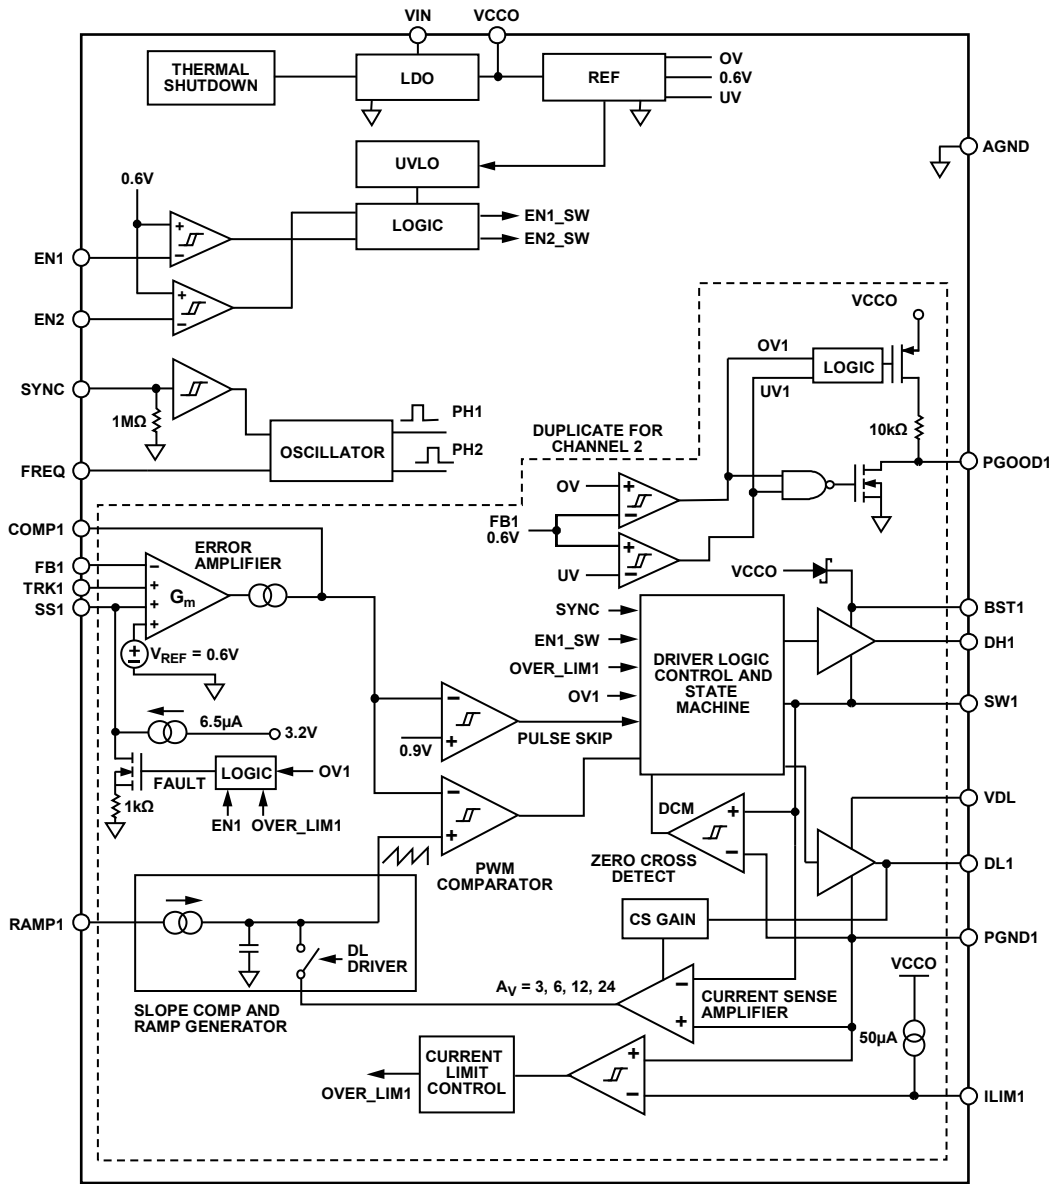 VIN
VCCO
THERMAL
SHUTDOWN
LDO
REF
OV
0.6V
UV
AGND
UVLO
0.6V
LOGIC
EN1_SW
EN2_SW
EN1
EN2
VCCO
OV1
LOGIC
UV1
SYNC
1MΩ
OSCILLATOR
PH1
PH2
FREQ
10kΩ
DUPLICATE FOR
CHANNEL 2
PGOOD1
OV
+
−
FB1
0.6V
+
−
UV
COMP1
ERROR
AMPLIFIER
FB1
TRK1
SS1
−
+
+
+
Gm
VREF = 0.6V
VCCO
BST1
DH1
SW1
SYNC
EN1_SW
OVER_LIM1
OV1
DRIVER LOGIC
CONTROL AND
STATE
MACHINE
6.5µA
3.2V
0.9V
−
+
PULSE SKIP
FAULT
LOGIC
OV1
1kΩ
EN1
OVER_LIM1
−
+
PWM
COMPARATOR
DCM
+
−
ZERO CROSS
DETECT
VDL
DL1
RAMP1
DL
DRIVER
CS GAIN
PGND1
SLOPE COMP AND
RAMP GENERATOR
AV = 3, 6, 12, 24
−
+
CURRENT SENSE
AMPLIFIER
VCCO
50µA
OVER_LIM1
CURRENT
LIMIT
CONTROL
+
−
ILIM1